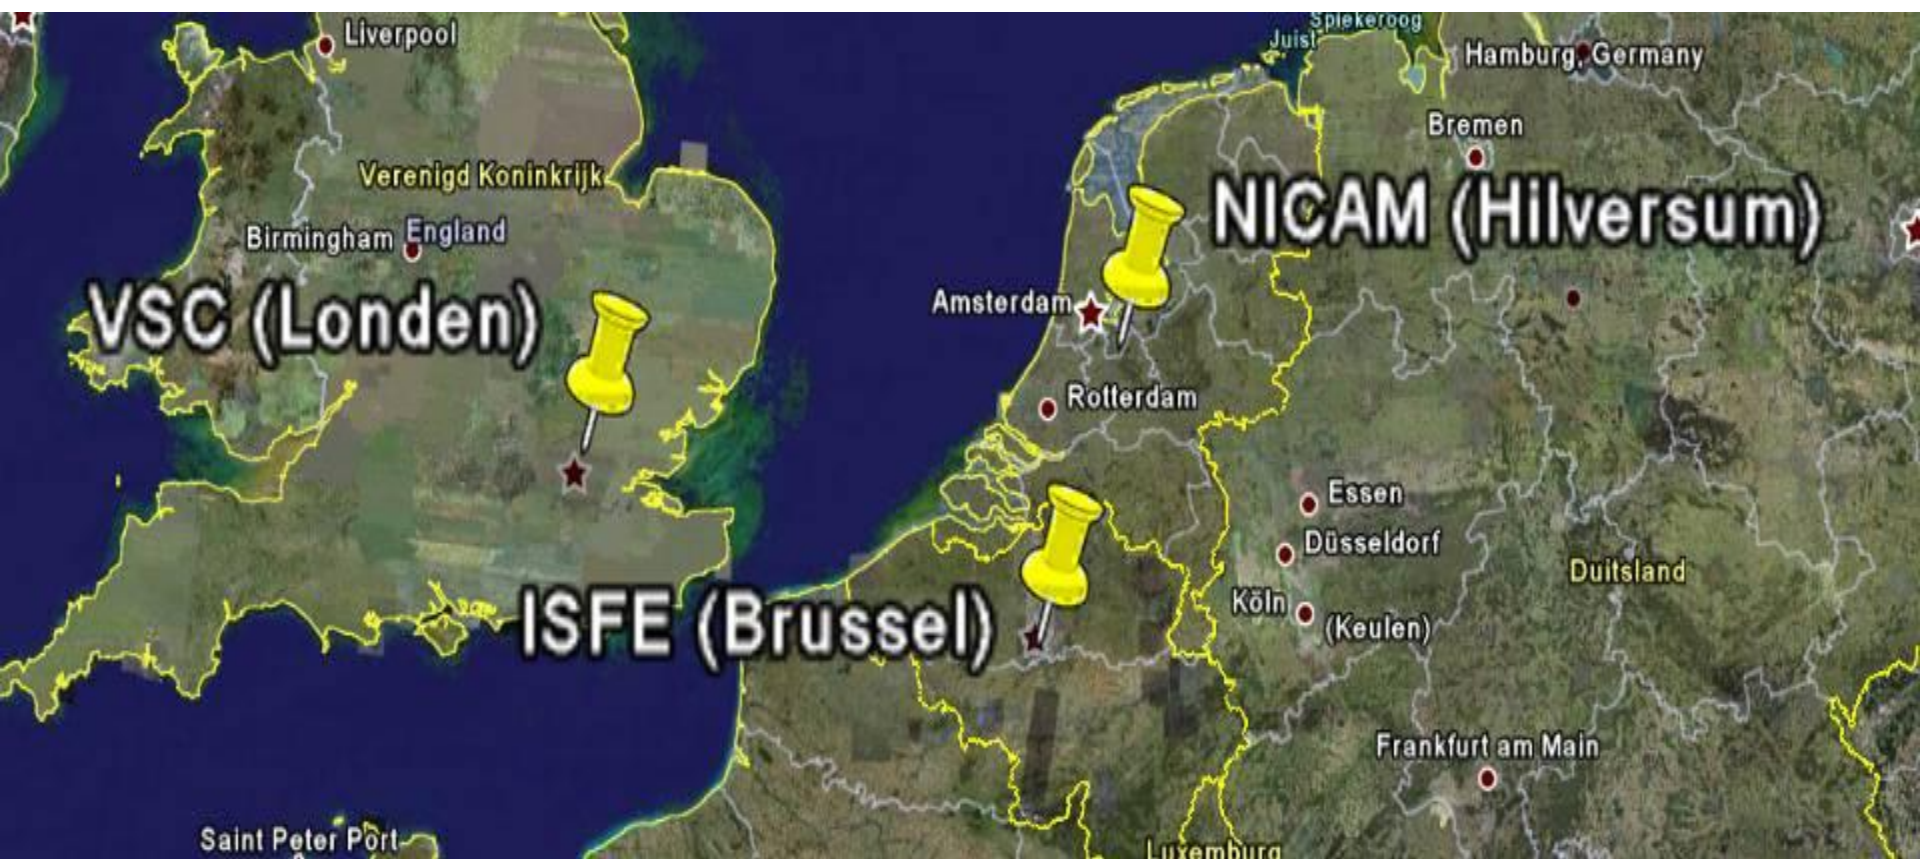 Spiekeroog
Liverpool
Juist
Hamburg, Germany
Bremen
Verenigd Koninkrijk
NICAM (Hilversum)
Birmingham
England
VSC (Londen)
Amsterdam
Rotterdam
Essen
Düsseldorf
Duitsland
ISFE (Brussel)
Köln
(Keulen)
Frankfurt am Main
Saint Peter Port
Luxemburg